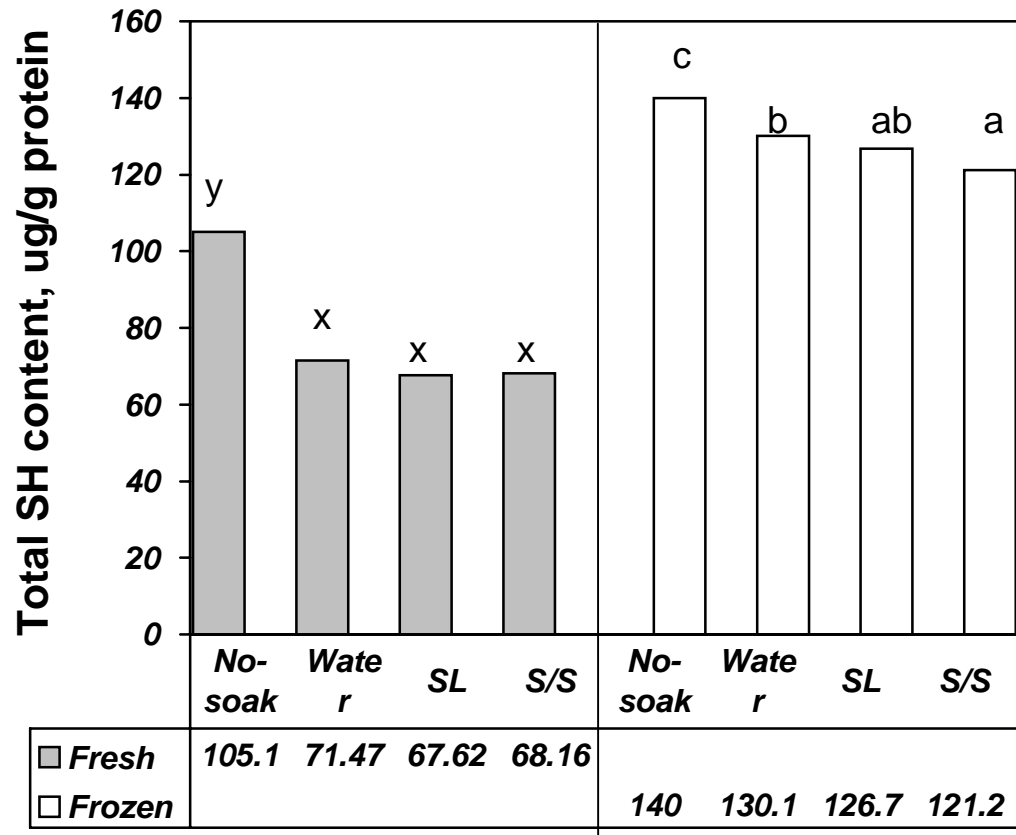 Total SH content, ug/g protein
160
140
120
100
80
60
40
20
0
y
x
x
x
c
b
ab
a
No-
soak
Wate
r
SL
S/S
No-
soak
Wate
r
SL
S/S
Fresh 105.1 71.47 67.62 68.16
Frozen 140 130.1 126.7 121.2